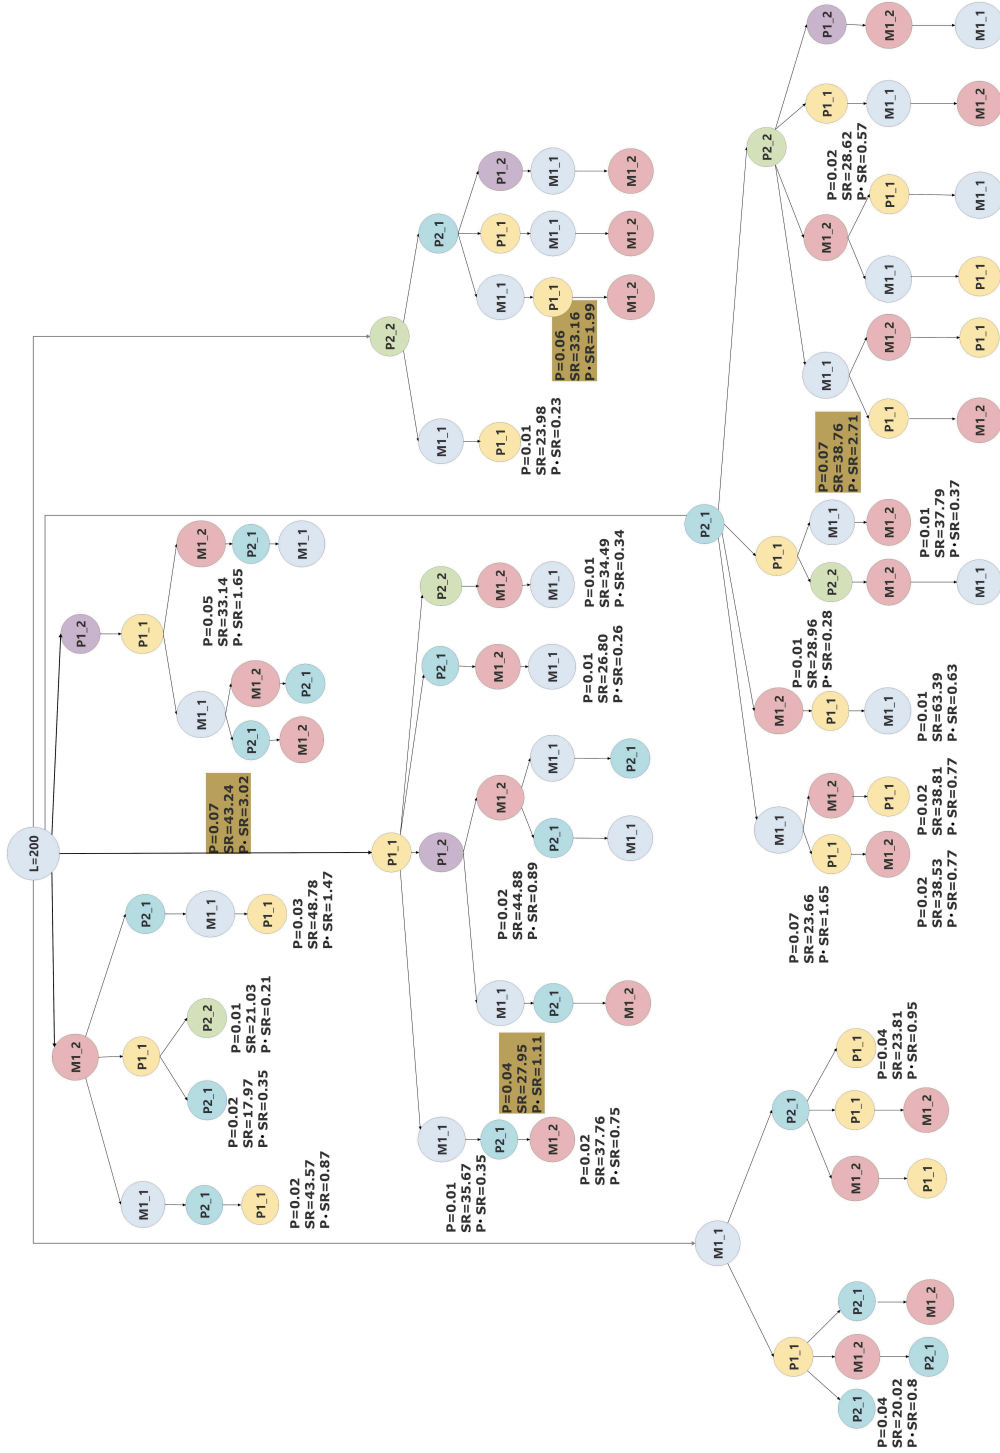 L=200
M1_1
P1_1
P2_1
P=0.04
SR=20.02
P· SR=0.8
M1_2
P2_1
P2_1
M1_2
P2_1
M1_2
P1_1
P1_1
M1_2
P1_1
P=0.04
SR=23.81
P· SR=0.95
M1_2
M1_1
P2_1
P1_1
P=0.02
SR=43.57
P· SR=0.87
P1_1
P2_1
P=0.02
SR=17.97
P· SR=0.35
P2_2
P=0.01
SR=21.03
P· SR=0.21
P2_1
M1_1
P1_1
P=0.03
SR=48.78
P· SR=1.47
P1_1
M1_1
P=0.01
SR=35.67
P· SR=0.35
P2_1
M1_2
P=0.02
SR=37.76
P· SR=0.75
P1_2
M1_1
P=0.04
SR=27.95
P· SR=1.11
P2_1
M1_2
M1_2
P=0.02
SR=44.88
P· SR=0.89
P2_1
M1_1
M1_1
P2_1
P2_1
M1_2
M1_1
P=0.01
SR=26.80
P· SR=0.26
P2_2
M1_2
M1_1
P=0.01
SR=34.49
P· SR=0.34
P1_2
P1_1
M1_1
P=0.07
SR=43.24
P· SR=3.02
P2_1
M1_2
M1_2
P2_1
M1_2
P=0.05
SR=33.14
P· SR=1.65
P2_1
M1_1
P2_1
M1_1
P=0.07
SR=23.66
P· SR=1.65
P1_1
M1_2
P=0.02
SR=38.53
P· SR=0.77
M1_2
P1_1
P=0.02
SR=38.81
P· SR=0.77
M1_2
P=0.01
SR=28.96
P· SR=0.28
P1_1
M1_1
P=0.01
SR=63.39
P· SR=0.63
P1_1
P2_2
M1_2
M1_1
M1_1
M1_2
P=0.01
SR=37.79
P· SR=0.37
P2_2
M1_1
P=0.07
SR=38.76
P· SR=2.71
P1_1
M1_2
M1_2
P1_1
M1_2
M1_1
P1_1
P1_1
M1_1
P=0.02
SR=28.62
P· SR=0.57
P1_1
M1_1
M1_2
P1_2
M1_2
M1_1
P2_2
M1_1
P1_1
P=0.01
SR=23.98
P· SR=0.23
P2_1
M1_1
P1_1
P=0.06
SR=33.16
P· SR=1.99
M1_2
P1_1
M1_1
M1_2
P1_2
M1_1
M1_2